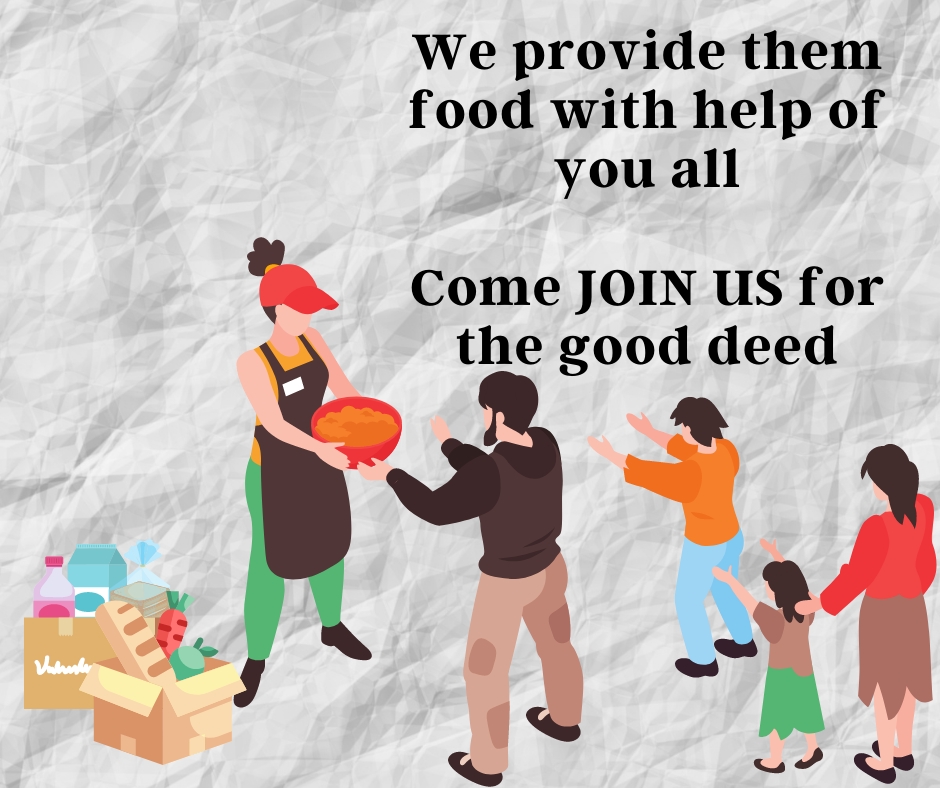 We provide them
food with help of
you all
Come JOIN US for
the good deed